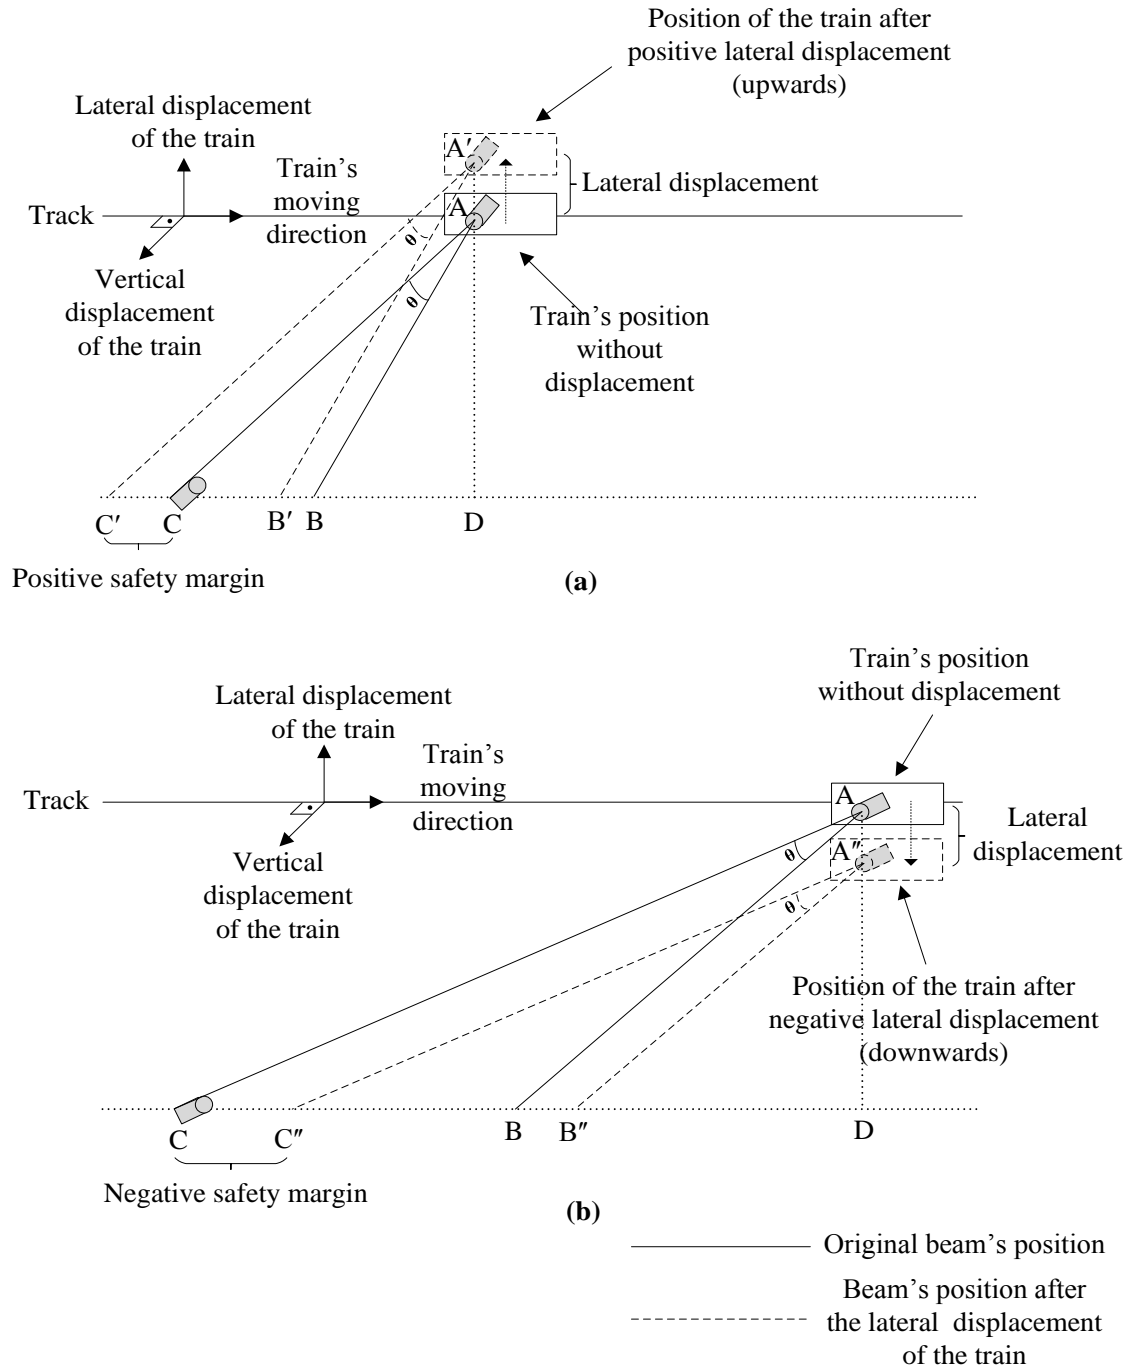 Position of the train after
positive lateral displacement
(upwards)
Lateral displacement
of the train
A′
Train’s
moving
direction
Lateral displacement
Track
A
θ
θ
Vertical
displacement
of the train
Train’s position
without
displacement
C′
C
B′
B
D
Positive safety margin
(a)
Train’s position
without displacement
Lateral displacement
of the train
Train’s
moving
direction
Track
A
Lateral
displacement
A″
θ
θ
Vertical
displacement
of the train
Position of the train after
negative lateral displacement
(downwards)
C
C″
B
B″
D
Negative safety margin
(b)
Original beam’s position
Beam’s position after
the lateral displacement
of the train